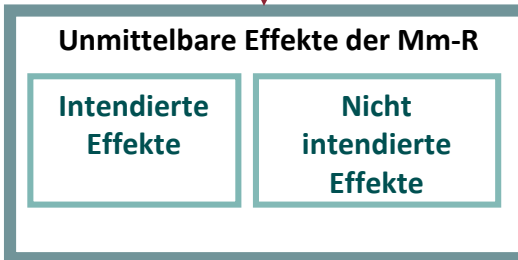 Unmittelbare Effekte der Mm-R
Intendierte
Effekte
Nicht
intendierte
Effekte